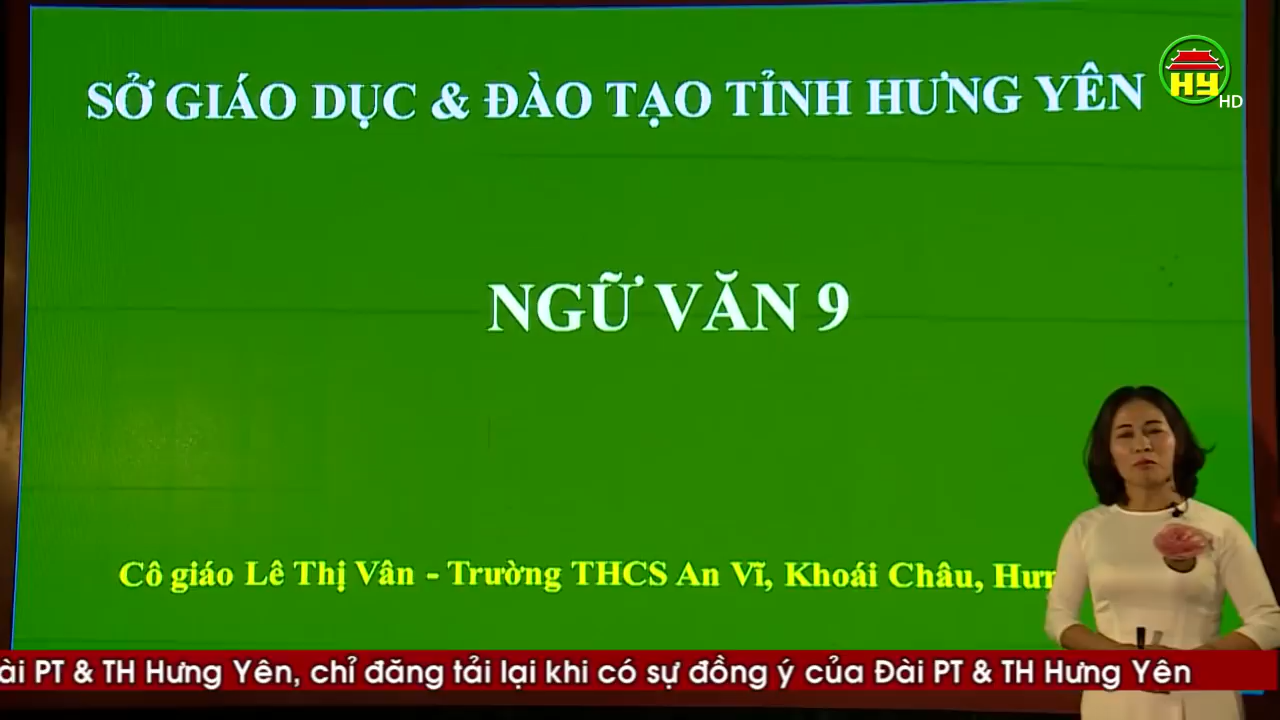 SỞ GIÁO DỤC & ĐÀO TẠO TỈNH HƯNG YÊN
HY
HD
NGỮ VĂN 9
Cô giáo Lê Thị Vân - Trường THCS An Vĩ, Khoái Châu,
PT & TH Hưng Yên, chỉ đăng tải lại khi có sự đồng ý của Đài PT & TH Hưng Yên